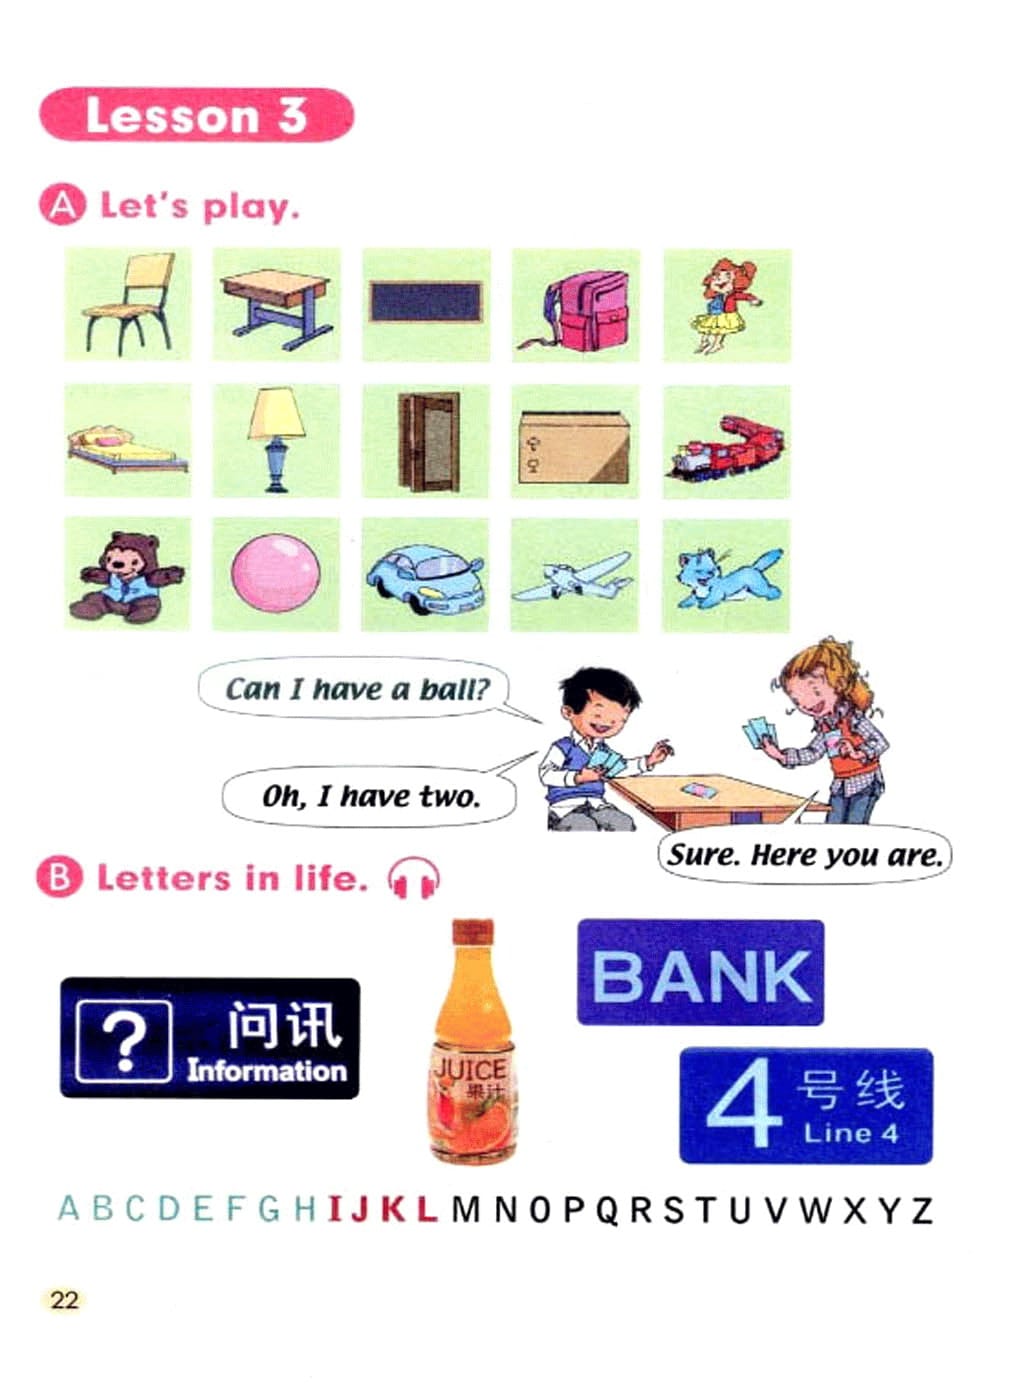 Lesson 3
A Let's play.
Can I have a ball?
Oh, I have two.
Sure. Here you are.
B Letters in life.
BANK
? 问讯
Information
JUICE
果汁
4 号线
Line 4
A B C D E F G H I J K L M N O P Q R S T U V W X Y Z
22